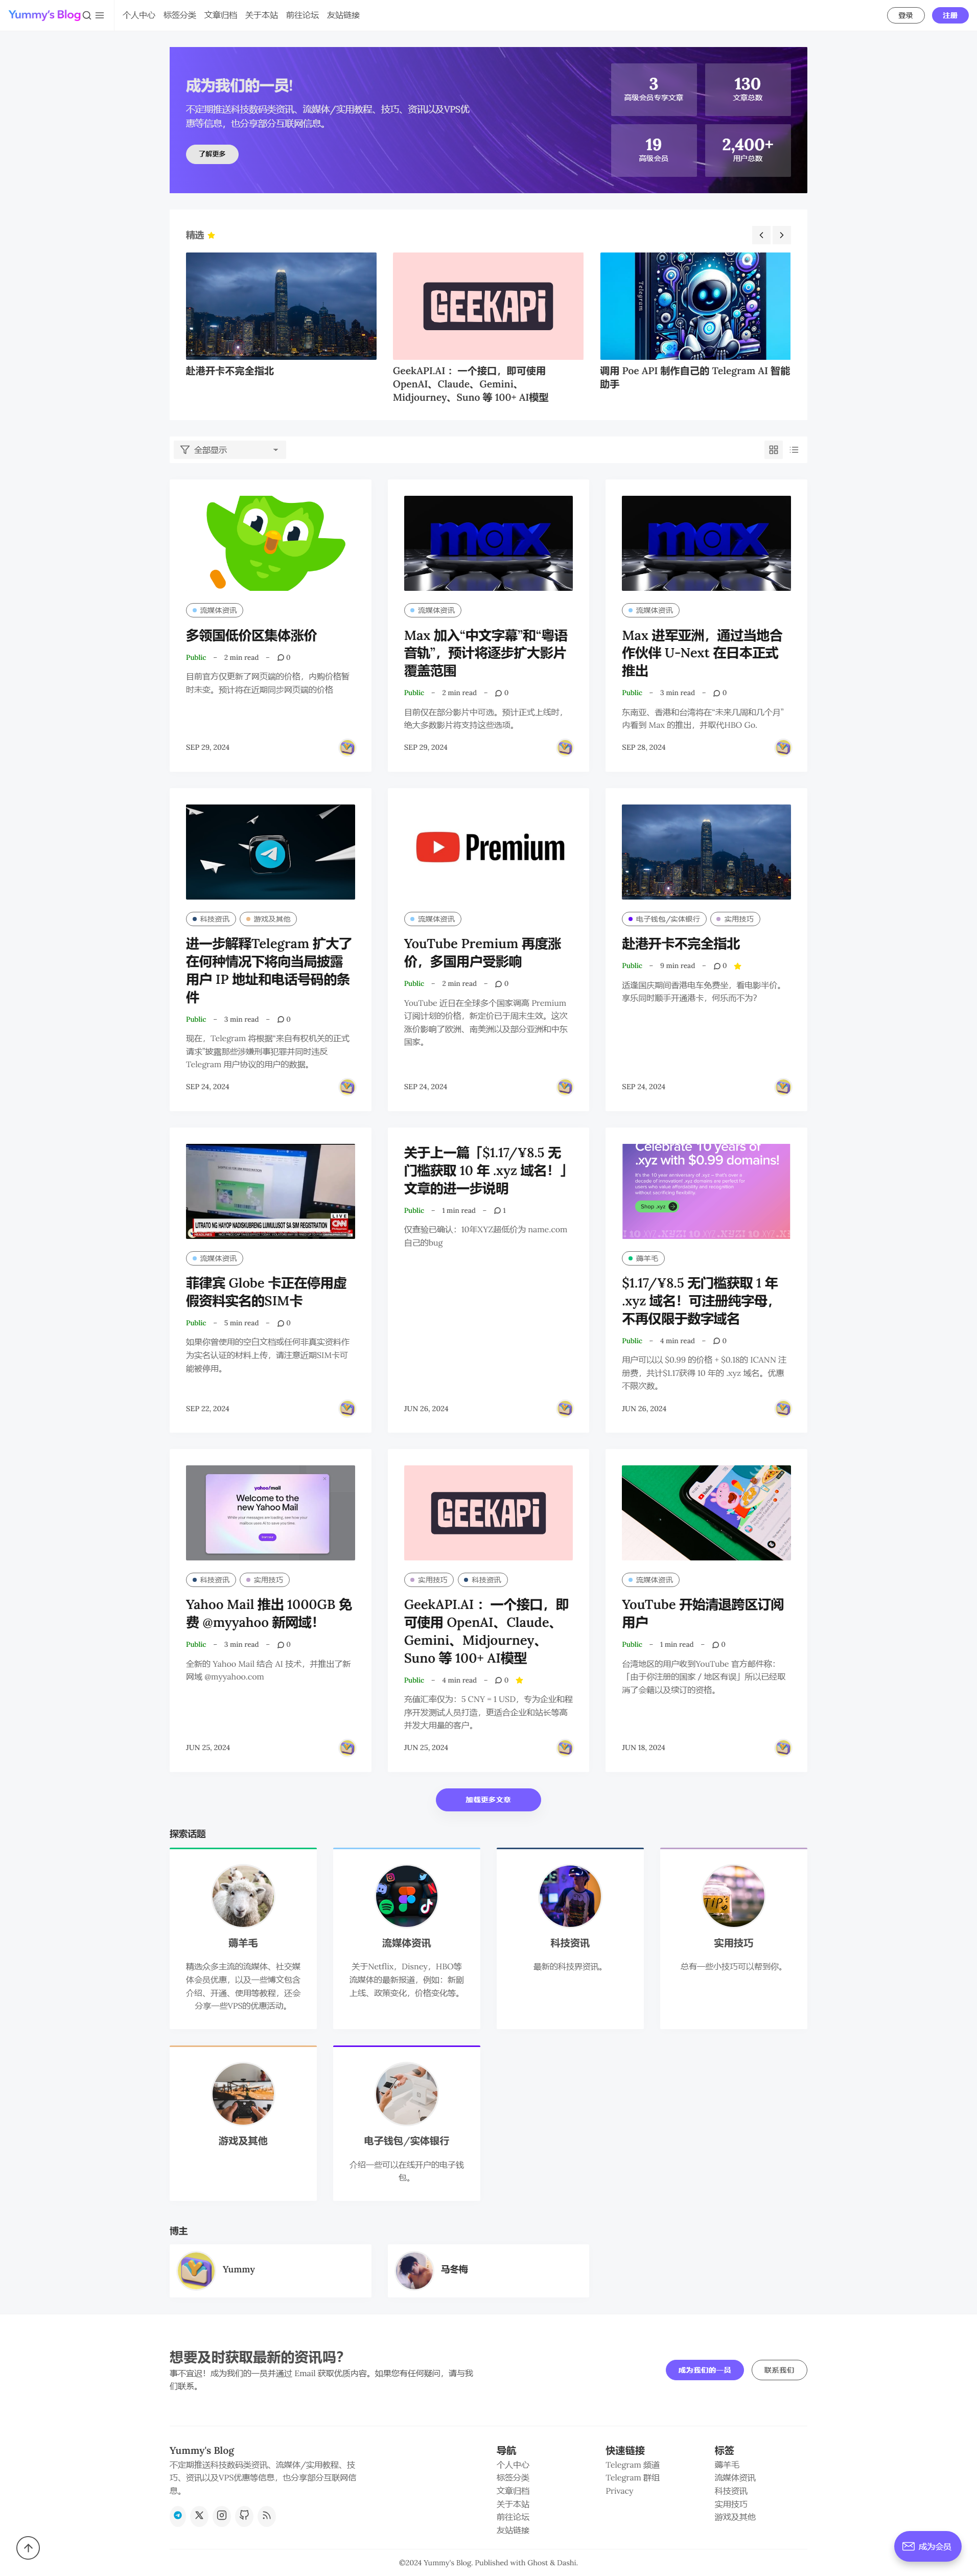 Yummy's Blog
个人中心 标签分类 文章归档 关于本站 前往论坛 友站链接
登录 注册
成为我们的一员!
不定期推送科技数码类资讯、流媒体/实用教程、技巧、资讯以及VPS优
惠等信息，也分享部分互联网信息。
了解更多
3
高级会员专享文章
130
文章总数
19
高级会员
2,400+
用户总数
精选
GEEKAPi
Telegram
赴港开卡不完全指北
GeekAPI.AI ：一个接口，即可使用
OpenAI、Claude、Gemini、
Midjourney、Suno 等 100+ AI模型
调用 Poe API 制作自己的 Telegram AI 智能
助手
全部显示
流媒体资讯
多领国低价区集体涨价
Public – 2 min read – 0
目前官方仅更新了网页端的价格，内购价格暂
时未变。预计将在近期同步网页端的价格
SEP 29, 2024
max
流媒体资讯
Max 加入“中文字幕”和“粤语
音轨”，预计将逐步扩大影片
覆盖范围
Public – 2 min read – 0
目前仅在部分影片中可选。预计正式上线时，
绝大多数影片将支持这些选项。
SEP 29, 2024
max
流媒体资讯
Max 进军亚洲，通过当地合
作伙伴 U-Next 在日本正式
推出
Public – 3 min read – 0
东南亚、香港和台湾将在“未来几周和几个月”
内看到 Max 的推出，并取代HBO Go.
SEP 28, 2024
科技资讯 游戏及其他
进一步解释Telegram 扩大了
在何种情况下将向当局披露
用户 IP 地址和电话号码的条
件
Public – 3 min read – 0
现在，Telegram 将根据“来自有权机关的正式
请求”披露那些涉嫌刑事犯罪并同时违反
Telegram 用户协议的用户的数据。
SEP 24, 2024
Premium
流媒体资讯
YouTube Premium 再度涨
价，多国用户受影响
Public – 2 min read – 0
YouTube 近日在全球多个国家调高 Premium
订阅计划的价格，新定价已于周末生效。这次
涨价影响了欧洲、南美洲以及部分亚洲和中东
国家。
SEP 24, 2024
电子钱包/实体银行 实用技巧
赴港开卡不完全指北
Public – 9 min read – 0
适逢国庆期间香港电车免费坐，看电影半价。
享乐同时顺手开通港卡，何乐而不为？
SEP 24, 2024
LITRATO NG HAYOP NADISKUBRENG LUMULUSOT SA SIM REGISTRATION
LIVE
CNN
流媒体资讯
菲律宾 Globe 卡正在停用虚
假资料实名的SIM卡
Public – 5 min read – 0
如果你曾使用的空白文档或任何非真实资料作
为实名认证的材料上传，请注意近期SIM卡可
能被停用。
SEP 22, 2024
关于上一篇「$1.17/¥8.5 无
门槛获取 10 年 .xyz 域名！」
文章的进一步说明
Public – 1 min read – 1
仅查验已确认：10年XYZ超低价为 name.com
自己的bug
JUN 26, 2024
Celebrate 10 years of
.xyz with $0.99 domains!
Shop .xyz
薅羊毛
$1.17/¥8.5 无门槛获取 1 年
.xyz 域名！可注册纯字母，
不再仅限于数字域名
Public – 4 min read – 0
用户可以以 $0.99 的价格 + $0.18的 ICANN 注
册费，共计$1.17获得 10 年的 .xyz 域名。优惠
不限次数。
JUN 26, 2024
yahoo!mail
Welcome to the
new Yahoo Mail
科技资讯 实用技巧
Yahoo Mail 推出 1000GB 免
费 @myyahoo 新网域！
Public – 3 min read – 0
全新的 Yahoo Mail 结合 AI 技术，并推出了新
网域 @myyahoo.com
JUN 25, 2024
GEEKAPi
实用技巧 科技资讯
GeekAPI.AI ：一个接口，即
可使用 OpenAI、Claude、
Gemini、Midjourney、
Suno 等 100+ AI模型
Public – 4 min read – 0
充值汇率仅为：5 CNY = 1 USD，专为企业和程
序开发测试人员打造，更适合企业和站长等高
并发大用量的客户。
JUN 25, 2024
流媒体资讯
YouTube 开始清退跨区订阅
用户
Public – 1 min read – 0
台湾地区的用户收到YouTube 官方邮件称：
「由于你注册的国家 / 地区有误」所以已经取
消了会籍以及续订的资格。
JUN 18, 2024
加载更多文章
探索话题
薅羊毛
精选众多主流的流媒体、社交媒
体会员优惠，以及一些博文包含
介绍、开通、使用等教程，还会
分享一些VPS的优惠活动。
流媒体资讯
关于Netflix，Disney，HBO等
流媒体的最新报道，例如：新剧
上线、政策变化，价格变化等。
科技资讯
最新的科技界资讯。
TIP
实用技巧
总有一些小技巧可以帮到你。
游戏及其他
电子钱包/实体银行
介绍一些可以在线开户的电子钱
包。
博主
Yummy
马冬梅
想要及时获取最新的资讯吗？
事不宜迟！成为我们的一员并通过 Email 获取优质内容。如果您有任何疑问，请与我
们联系。
成为我们的一员 联系我们
Yummy's Blog
不定期推送科技数码类资讯、流媒体/实用教程、技
巧、资讯以及VPS优惠等信息，也分享部分互联网信
息。
导航
个人中心
标签分类
文章归档
关于本站
前往论坛
友站链接
快速链接
Telegram 频道
Telegram 群组
Privacy
标签
薅羊毛
流媒体资讯
科技资讯
实用技巧
游戏及其他
成为会员
©2024 Yummy's Blog. Published with Ghost & Dashi.